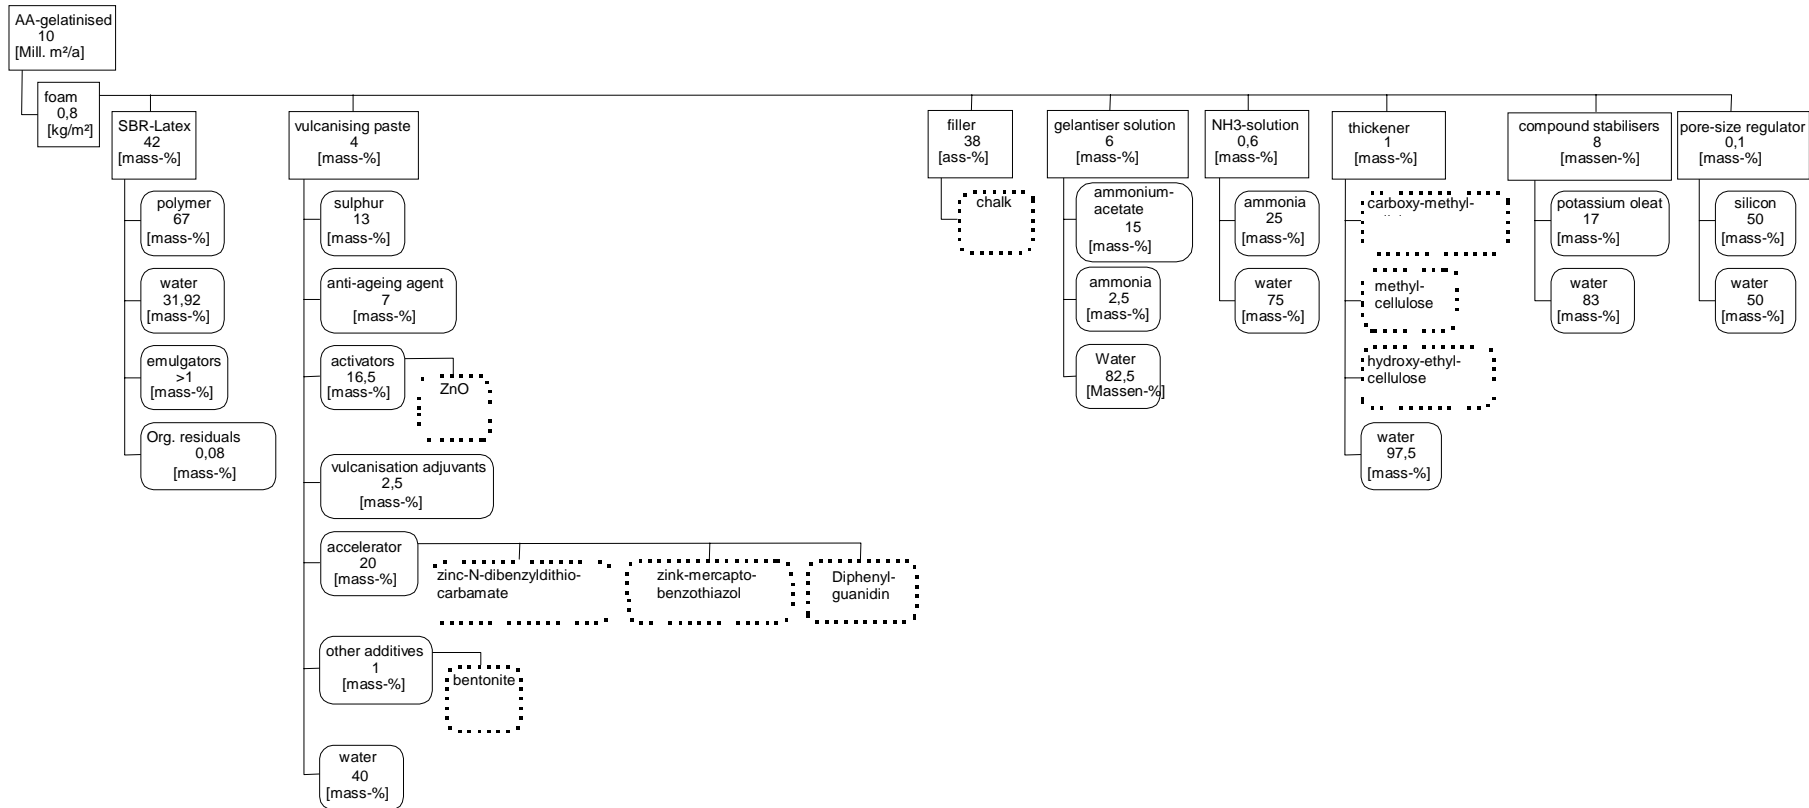 AA-gelatinised
10
[Mill. m²/a]
foam
0,8
[kg/m²]
SBR-Latex
42
[mass-%]
polymer
67
[mass-%]
water
31,92
[mass-%]
emulgators
>1
[mass-%]
Org. residuals
0,08
[mass-%]
vulcanising paste
4
[mass-%]
sulphur
13
[mass-%]
anti-ageing agent
7
[mass-%]
activators
16,5
[mass-%]
ZnO
vulcanisation adjuvants
2,5
[mass-%]
accelerator
20
[mass-%]
zinc-N-dibenzyldithio-
carbamate
zink-mercapto-
benzothiazol
Diphenyl-
guanidin
other additives
1
[mass-%]
bentonite
water
40
[mass-%]
filler
38
[ass-%]
chalk
gelantiser solution
6
[mass-%]
ammonium-
acetate
15
[mass-%]
ammonia
2,5
[mass-%]
Water
82,5
[Massen-%]
NH3-solution
0,6
[mass-%]
ammonia
25
[mass-%]
water
75
[mass-%]
thickener
1
[mass-%]
carboxy-methyl-
methyl-
cellulose
hydroxy-ethyl-
cellulose
water
97,5
[mass-%]
compound stabilisers
8
[massen-%]
potassium oleat
17
[mass-%]
water
83
[mass-%]
pore-size regulator
0,1
[mass-%]
silicon
50
[mass-%]
water
50
[mass-%]